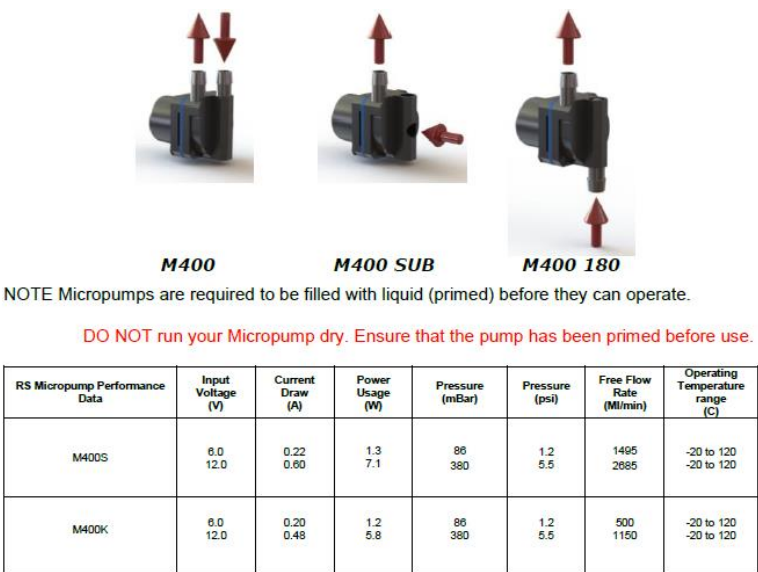 M400 M400 SUB M400 180
NOTE Micropumps are required to be filled with liquid (primed) before they can operate.
DO NOT run your Micropump dry. Ensure that the pump has been primed before use.
RS Micropump Performance Data Input Voltage (V) Current Draw (A) Power Usage (W) Pressure (mBar) Pressure (psi) Free Flow Rate (Ml/min) Operating Temperature range (C)
M400S 6.0 0.22 1.3 86 1.2 1495 -20 to 120
12.0 0.60 7.1 380 5.5 2685 -20 to 120
M400K 6.0 0.20 1.2 86 1.2 500 -20 to 120
12.0 0.48 5.8 380 5.5 1150 -20 to 120